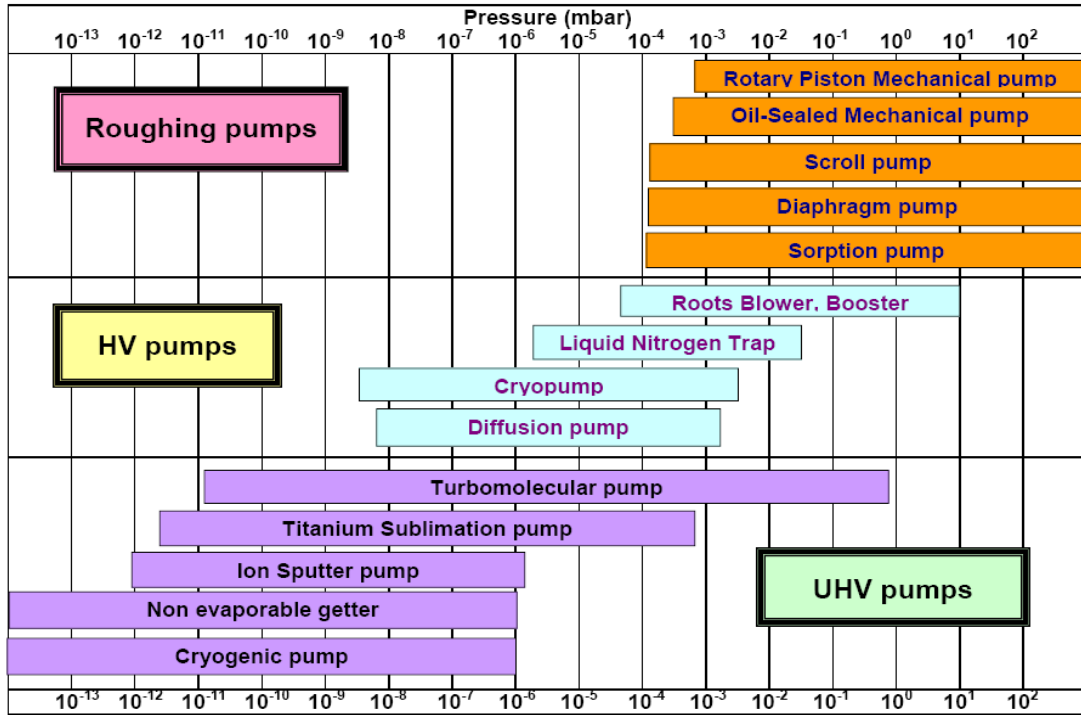 Pressure (mbar)
10⁻¹³ 10⁻¹² 10⁻¹¹ 10⁻¹⁰ 10⁻⁹ 10⁻⁸ 10⁻⁷ 10⁻⁶ 10⁻⁵ 10⁻⁴ 10⁻³ 10⁻² 10⁻¹ 10⁰ 10¹ 10²
Rotary Piston Mechanical pump
Oil-Sealed Mechanical pump
Roughing pumps
Scroll pump
Diaphragm pump
Sorption pump
Roots Blower, Booster
HV pumps
Liquid Nitrogen Trap
Cryopump
Diffusion pump
Turbomolecular pump
Titanium Sublimation pump
Ion Sputter pump
UHV pumps
Non evaporable getter
Cryogenic pump
10⁻¹³ 10⁻¹² 10⁻¹¹ 10⁻¹⁰ 10⁻⁹ 10⁻⁸ 10⁻⁷ 10⁻⁶ 10⁻⁵ 10⁻⁴ 10⁻³ 10⁻² 10⁻¹ 10⁰ 10¹ 10²